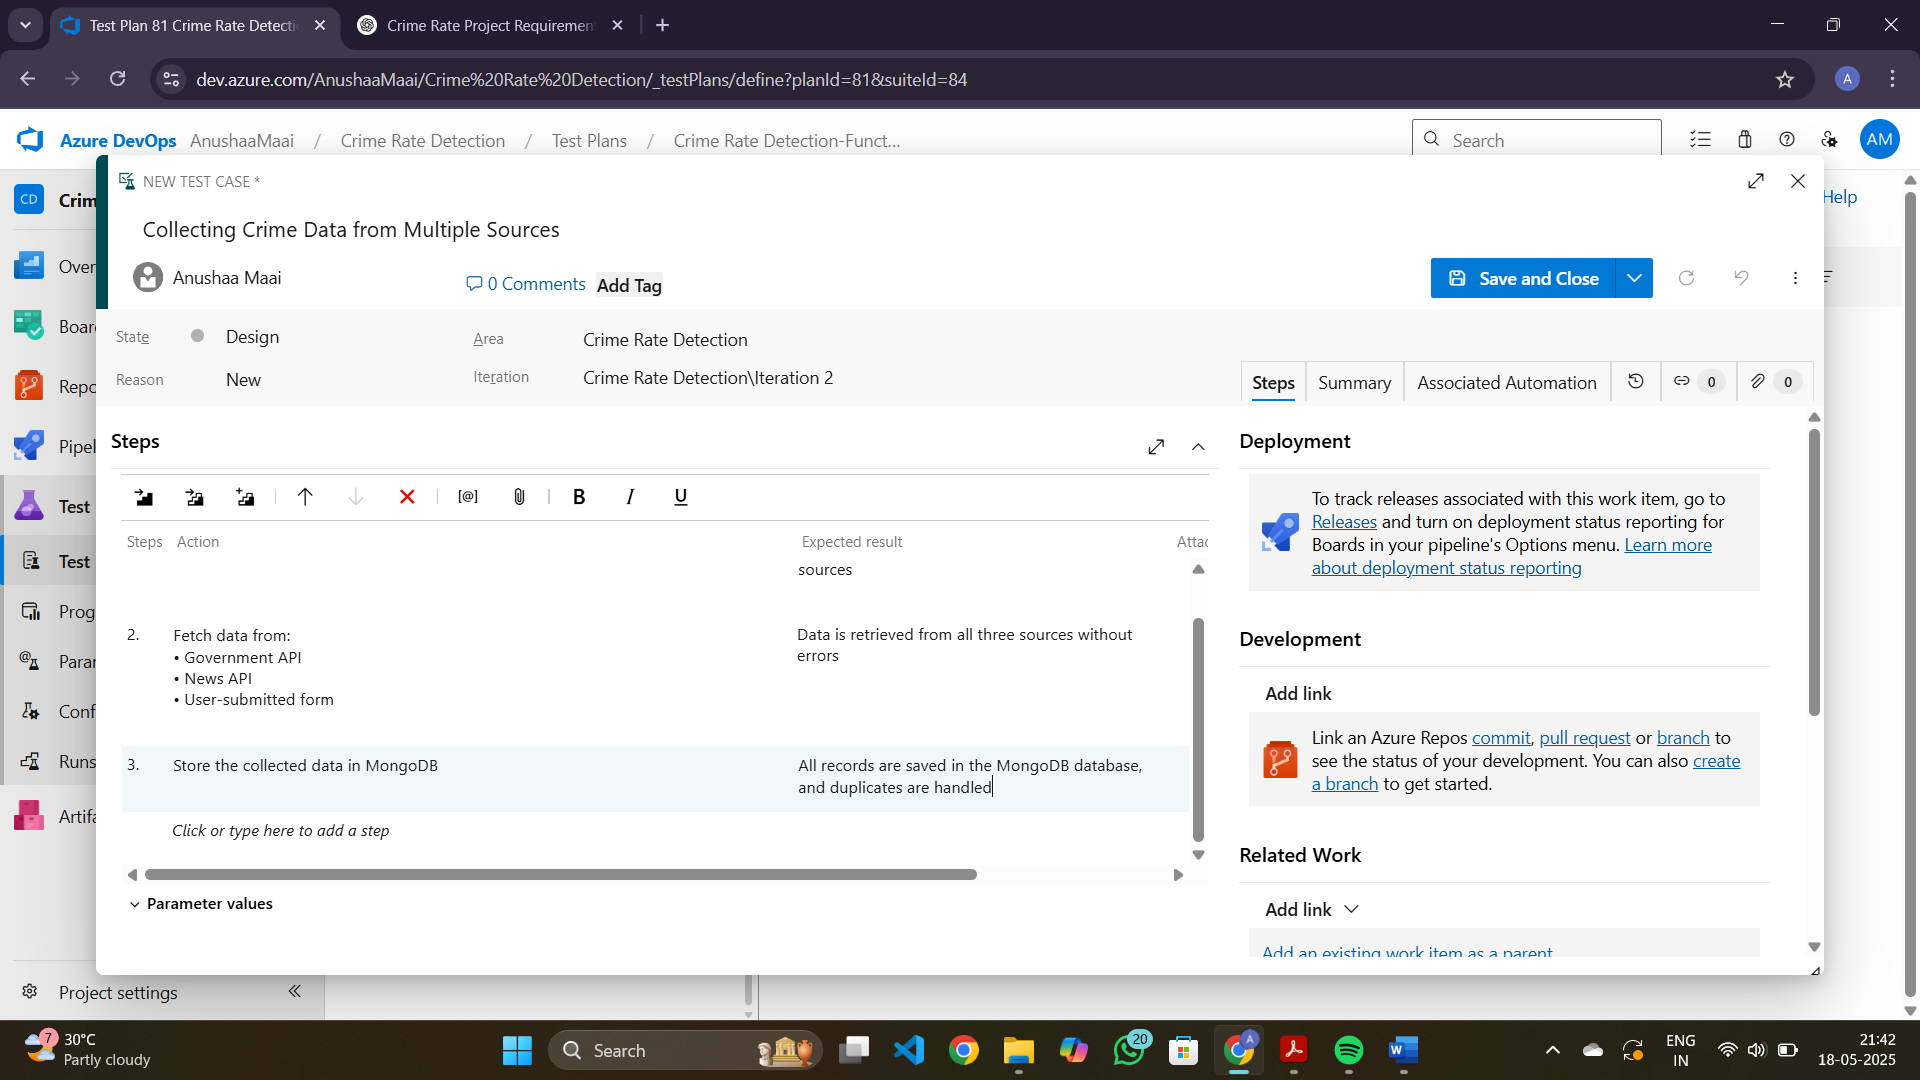 Test Plan 81 Crime Rate Detecti
Crime Rate Project Requiremen
dev.azure.com/AnushaaMaai/Crime%20Rate%20Detection/_testPlans/define?planId=81&suiteId=84
A
Azure DevOps AnushaaMaai / Crime Rate Detection / Test Plans / Crime Rate Detection-Funct...
Search
AM
CD Crim
Over
Boar
Repo
Pipel
Test
Test
Prog
Para
Conf
Runs
Artifa
Project settings
Help
NEW TEST CASE *
Collecting Crime Data from Multiple Sources
Anushaa Maai
0 Comments
Add Tag
Save and Close
State Design
Area Crime Rate Detection
Reason New
Iteration Crime Rate Detection\Iteration 2
Steps Summary Associated Automation 0 0
Steps
[@] B I U
Steps Action Expected result Attac
sources
2. Fetch data from:
• Government API
• News API
• User-submitted form
Data is retrieved from all three sources without
errors
3. Store the collected data in MongoDB
All records are saved in the MongoDB database,
and duplicates are handled
Click or type here to add a step
Parameter values
Deployment
To track releases associated with this work item, go to
Releases and turn on deployment status reporting for
Boards in your pipeline's Options menu. Learn more
about deployment status reporting
Development
Add link
Link an Azure Repos commit, pull request or branch to
see the status of your development. You can also create
a branch to get started.
Related Work
Add link
Add an existing work item as a parent
7
30°C
Partly cloudy
Search
20
A
ENG
IN
21:42
18-05-2025